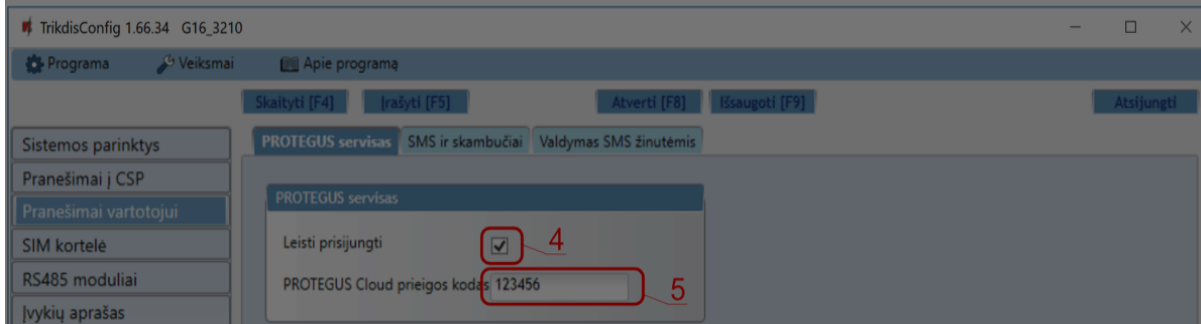 TrikdisConfig 1.66.34 G16_3210
Programa Veiksmai Apie programą
Skaityti [F4] Įrašyti [F5] Atverti [F8] Išsaugoti [F9] Atsijungti
Sistemos parinktys
Pranešimai į CSP
Pranešimai vartotojui
SIM kortelė
RS485 moduliai
Įvykių aprašas
PROTEGUS servisas SMS ir skambučiai Valdymas SMS žinutėmis
PROTEGUS servisas
Leisti prisijungti 4
PROTEGUS Cloud prieigos kodas 123456 5